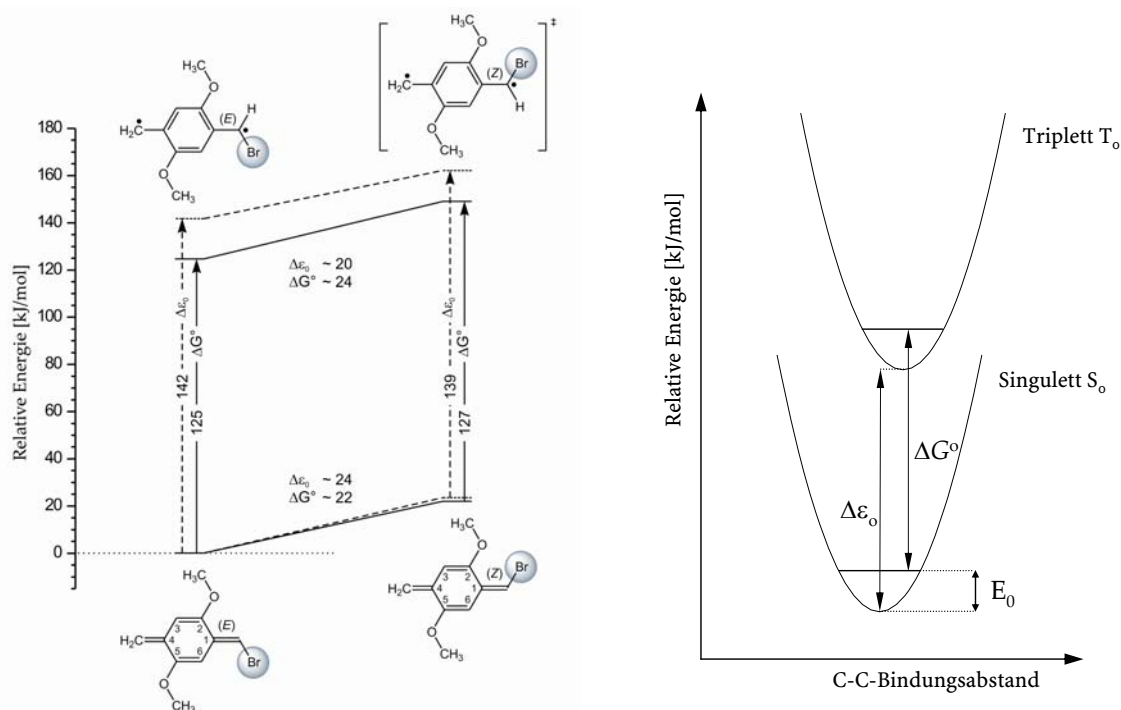 H₃C
O
Br
H₂C
(E)
H
Br
O
CH₃
H₃C
O
Br
(Z)
H₂C
H
O
CH₃
‡
Relative Energie [kJ/mol]
180
160
140
120
100
80
60
40
20
0
142
Δε₀
125
ΔG°
Δε₀ ~ 20
ΔG° ~ 24
139
Δε₀
127
ΔG°
Δε₀ ~ 24
ΔG° ~ 22
H₃C
O
3
2
(E)
H₂C
4
1
5
6
Br
O
CH₃
H₃C
O
Br
(Z)
3
2
H₂C
4
1
5
6
O
CH₃
Relative Energie [kJ/mol]
Triplett T₀
Singulett S₀
ΔG°
Δε₀
E₀
C-C-Bindungsabstand